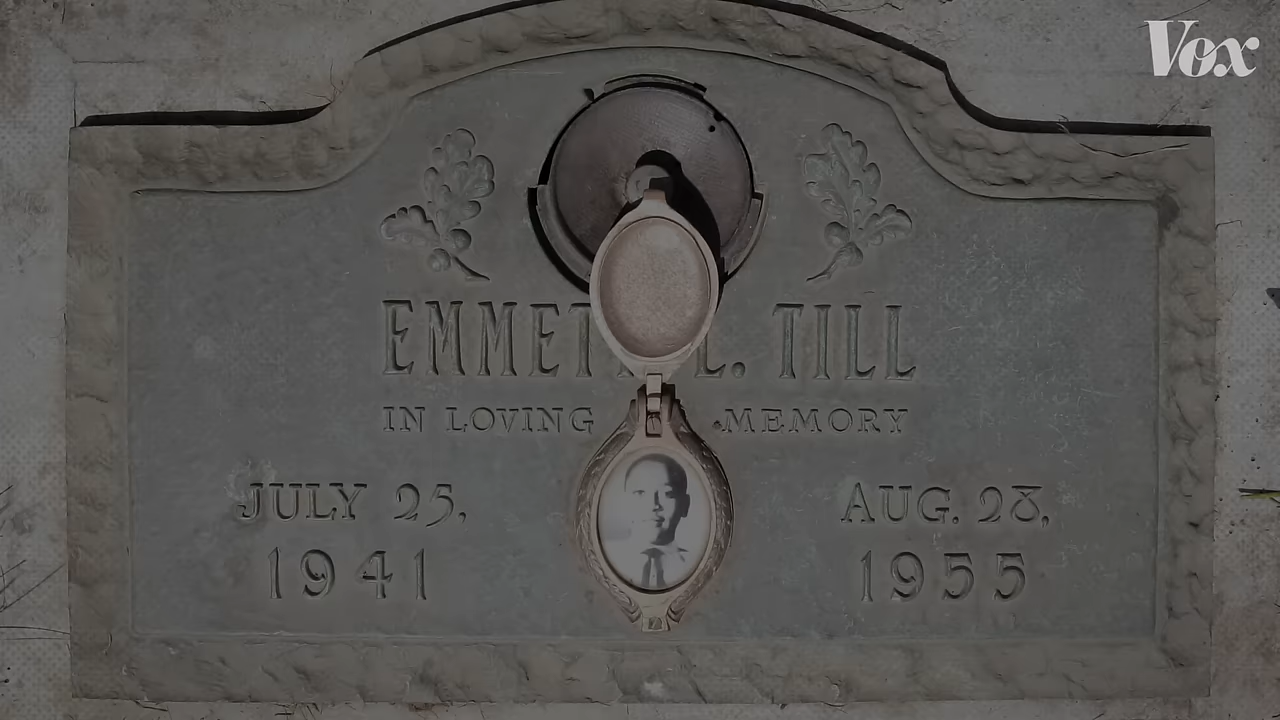 Vox
EMMET L. TILL
IN LOVING MEMORY
JULY 25,
1941
AUG. 28,
1955